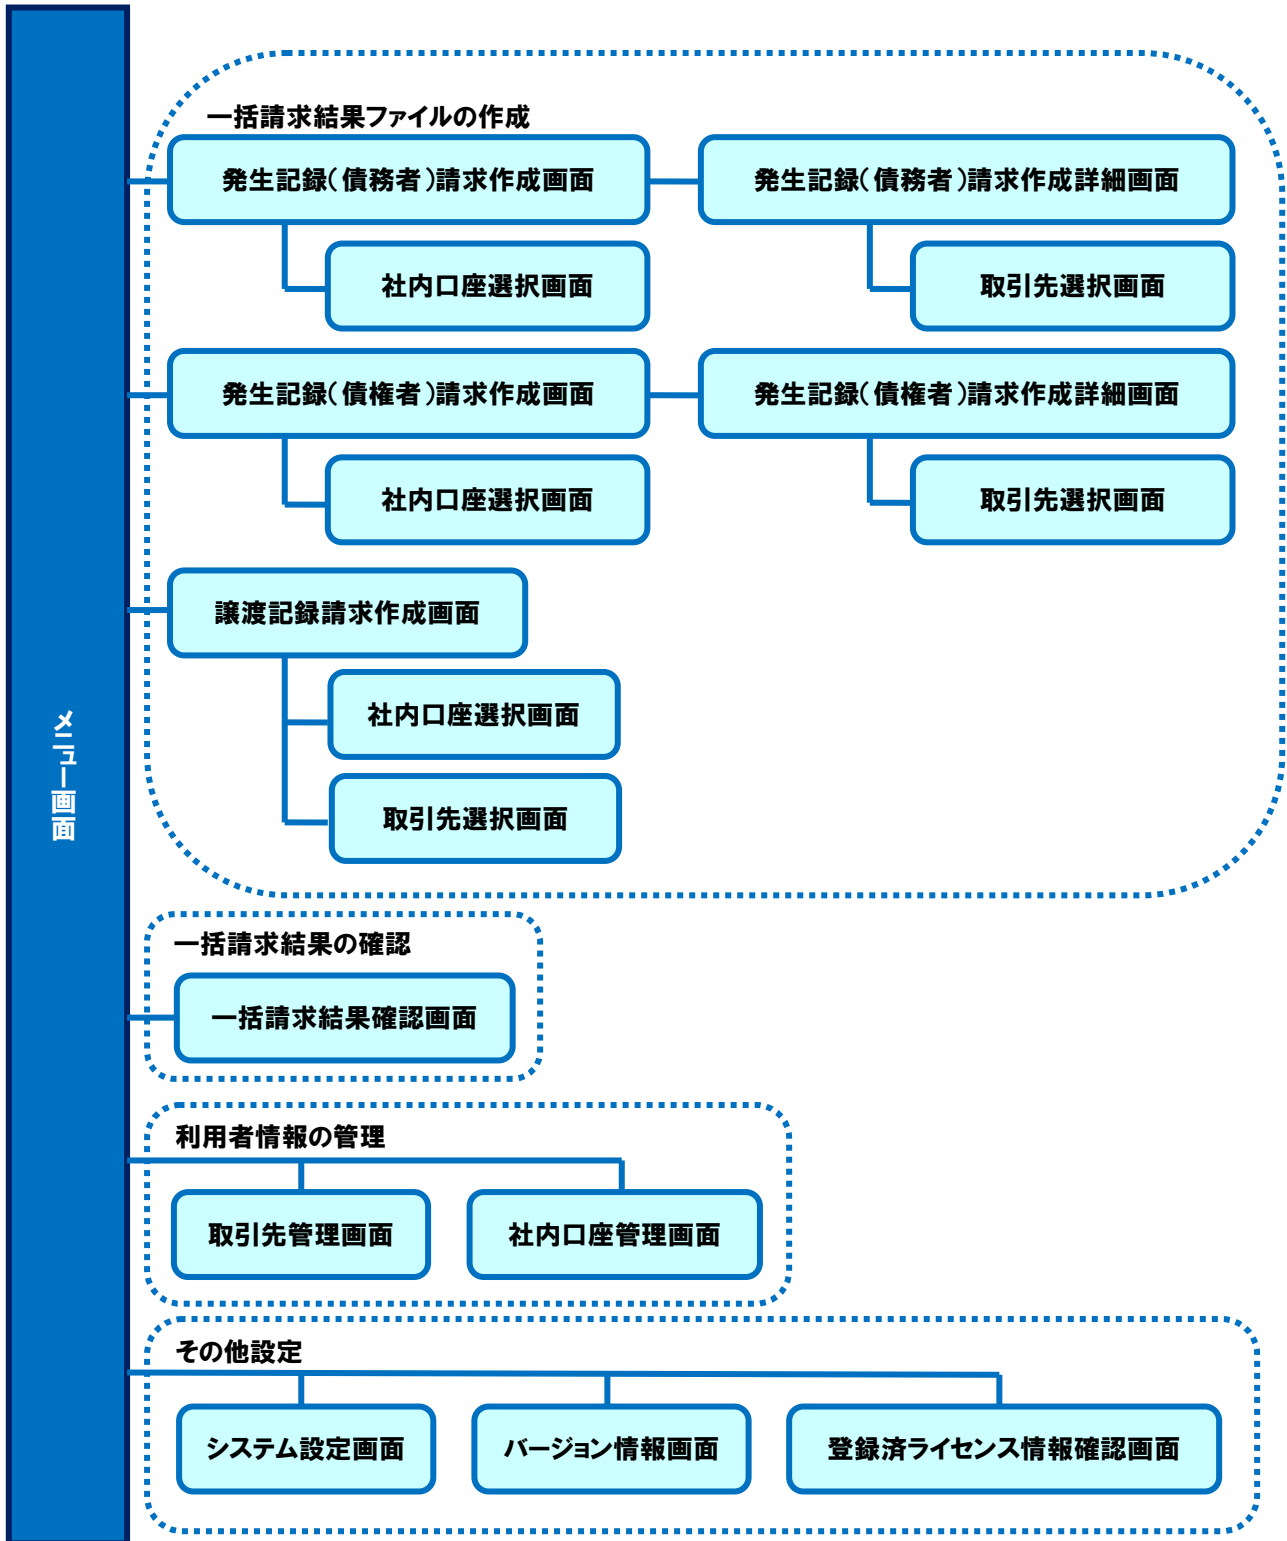 メニュー画面
一括請求結果ファイルの作成
発生記録(債務者)請求作成画面
発生記録(債務者)請求作成詳細画面
社内口座選択画面
取引先選択画面
発生記録(債権者)請求作成画面
発生記録(債権者)請求作成詳細画面
社内口座選択画面
取引先選択画面
譲渡記録請求作成画面
社内口座選択画面
取引先選択画面
一括請求結果の確認
一括請求結果確認画面
利用者情報の管理
取引先管理画面
社内口座管理画面
その他設定
システム設定画面
バージョン情報画面
登録済ライセンス情報確認画面